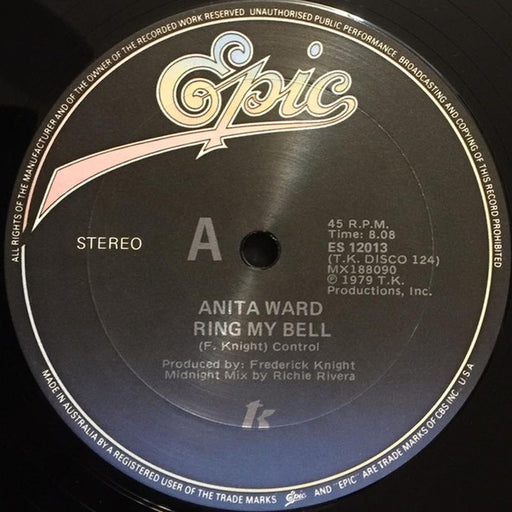 ALL RIGHTS OF THE MANUFACTURER AND OF THE OWNER OF THE RECORDED WORK RESERVED UNAUTHORISED PUBLIC PERFORMANCE, BROADCASTING AND COPYING OF THIS RECORD PROHIBITED
Epic
STEREO
A
45 R.P.M.
Time: 8.08
ES 12013
(T.K. DISCO 124)
MX188090
℗ 1979 T.K.
Productions, Inc.
ANITA WARD
RING MY BELL
(F. Knight) Control
Produced by: Frederick Knight
Midnight Mix by Richie Rivera
tk
MADE IN AUSTRALIA BY A REGISTERED USER OF THE TRADE MARKS Epic AND "EPIC" ARE TRADE MARKS OF CBS INC. U.S.A